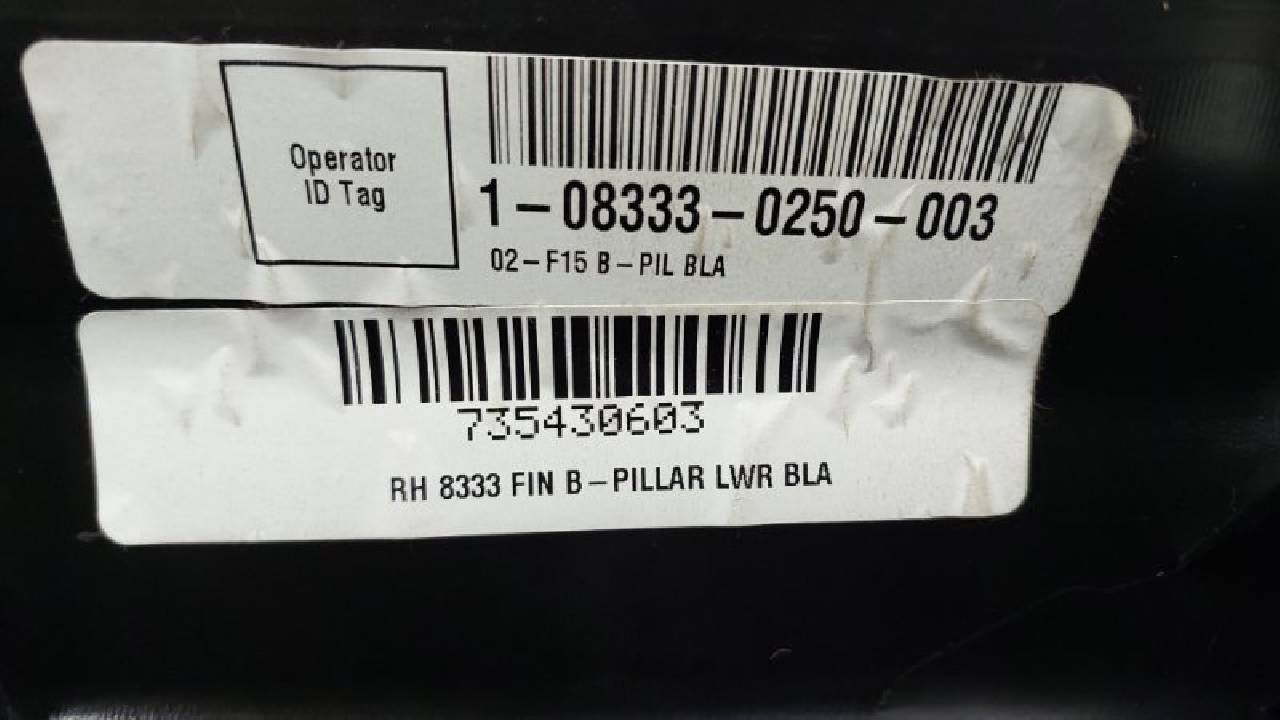 Operator
ID Tag
1-08333-0250-003
02-F15 B-PIL BLA
735430603
RH 8333 FIN B-PILLAR LWR BLA